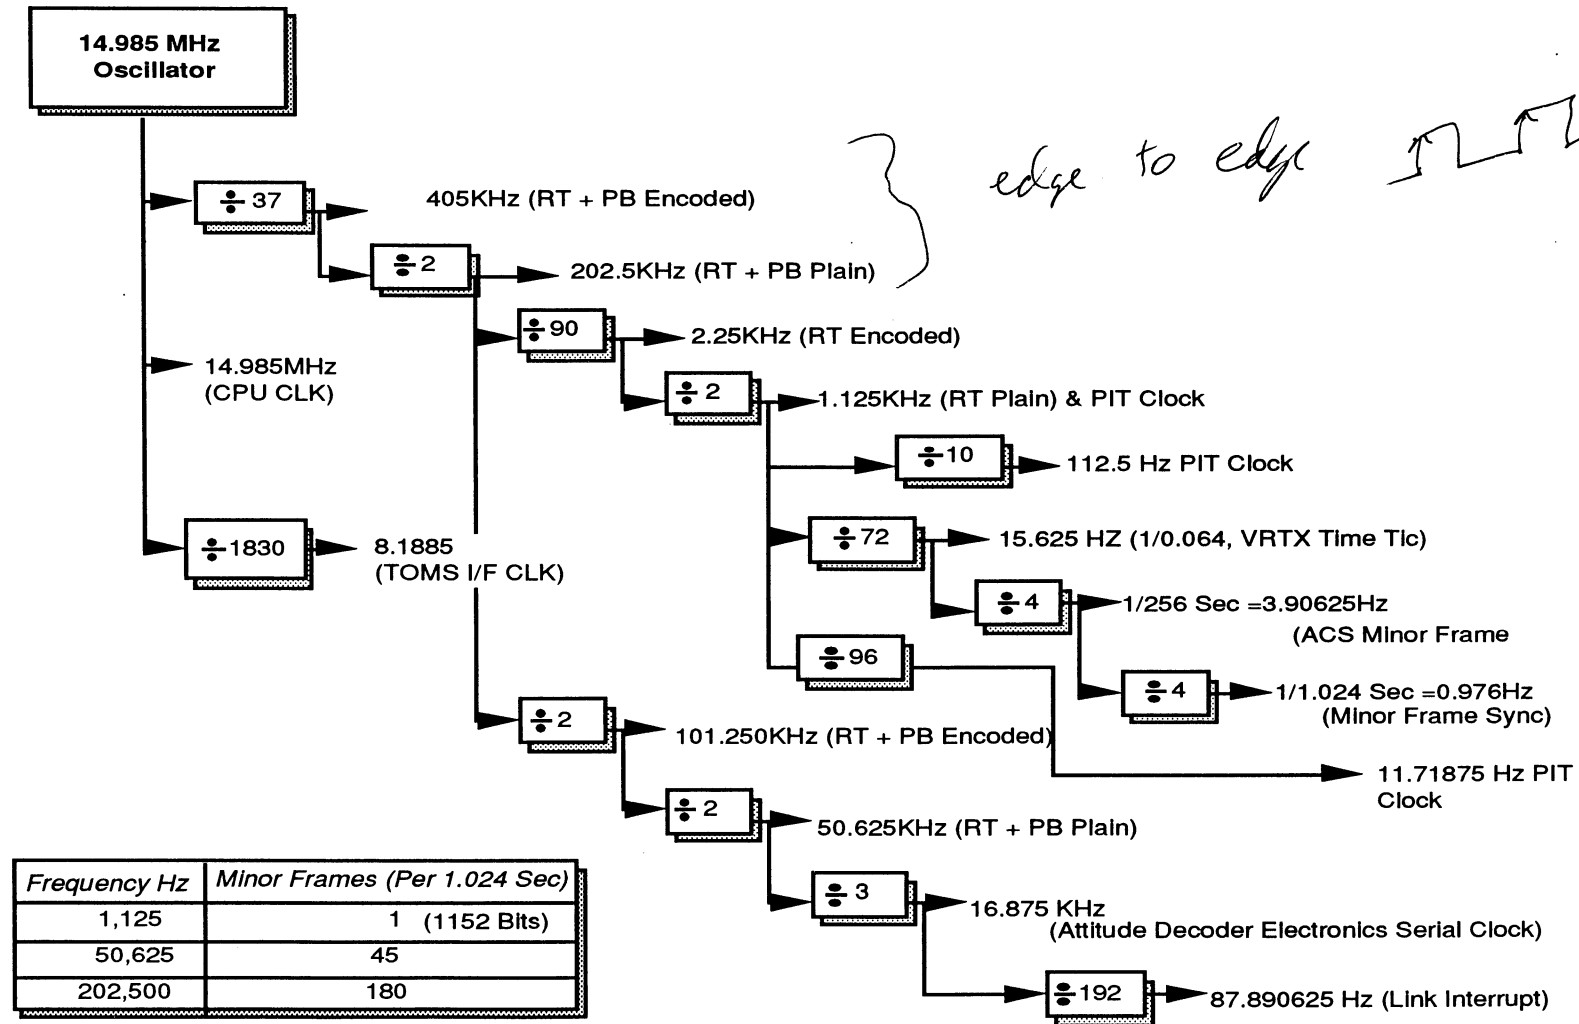 14.985 MHz
Oscillator
edge to edge
÷ 37
405KHz (RT + PB Encoded)
÷ 2
202.5KHz (RT + PB Plain)
÷ 90
2.25KHz (RT Encoded)
14.985MHz
(CPU CLK)
÷ 2
1.125KHz (RT Plain) & PIT Clock
÷ 10
112.5 Hz PIT Clock
÷ 72
15.625 HZ (1/0.064, VRTX Time Tic)
÷ 1830
8.1885
(TOMS I/F CLK)
÷ 4
1/256 Sec =3.90625Hz
(ACS Minor Frame
÷ 96
÷ 4
1/1.024 Sec =0.976Hz
(Minor Frame Sync)
÷ 2
101.250KHz (RT + PB Encoded)
11.71875 Hz PIT
Clock
÷ 2
50.625KHz (RT + PB Plain)
÷ 3
16.875 KHz
(Attitude Decoder Electronics Serial Clock)
÷ 192
87.890625 Hz (Link Interrupt)
Frequency Hz Minor Frames (Per 1.024 Sec)
1,125 1 (1152 Bits)
50,625 45
202,500 180